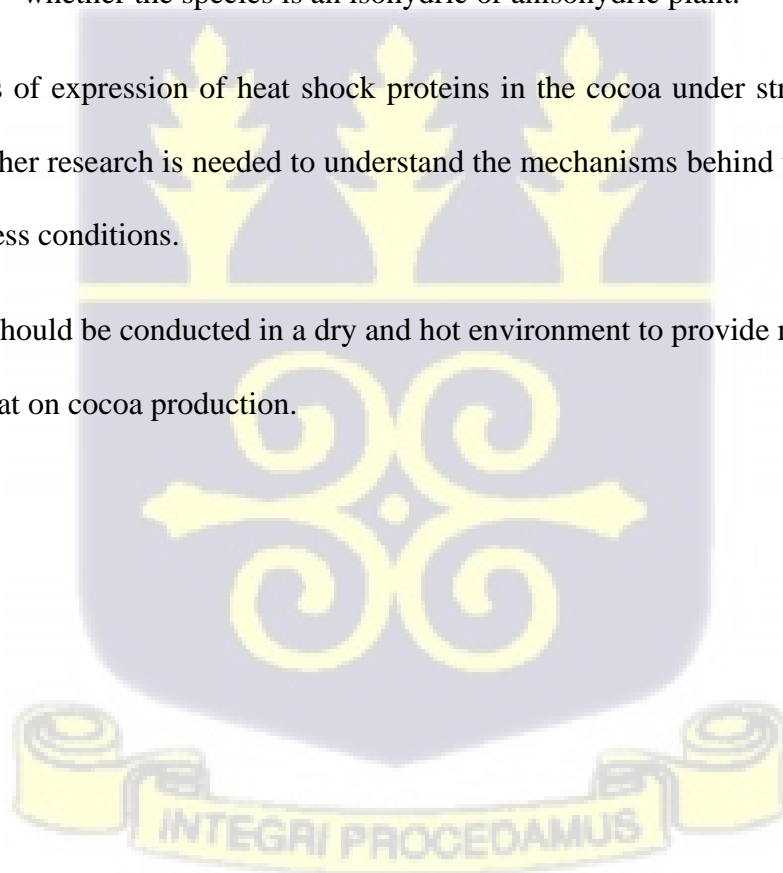 whether the species is an isohydric or anisohydric plant.
s of expression of heat shock proteins in the cocoa under
her research is needed to understand the mechanisms behind
ess conditions.
hould be conducted in a dry and hot environment to provide
at on cocoa production.
INTEGRI PROCEDAMUS